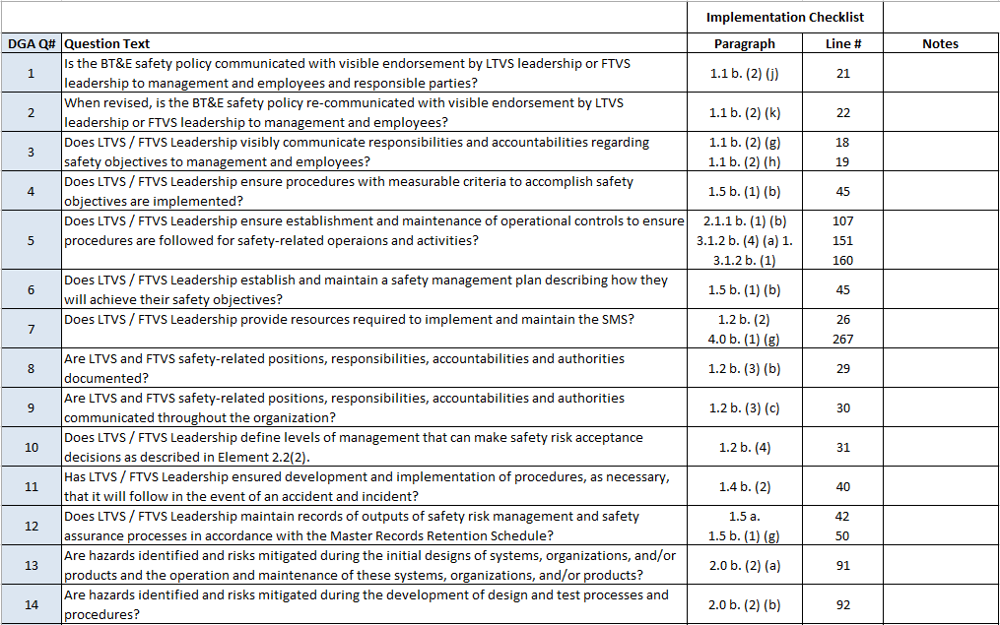 Implementation Checklist
DGA Q# Question Text Paragraph Line # Notes
1 Is the BT&E safety policy communicated with visible endorsement by LTVS leadership or FTVS 1.1 b. (2) (j) 21
leadership to management and employees and responsible parties?
2 When revised, is the BT&E safety policy re-communicated with visible endorsement by LTVS 1.1 b. (2) (k) 22
leadership or FTVS leadership to management and employees?
3 Does LTVS / FTVS Leadership visibly communicate responsibilities and accountabilities regarding 1.1 b. (2) (g) 18
safety objectives to management and employees? 1.1 b. (2) (h) 19
4 Does LTVS / FTVS Leadership ensure procedures with measurable criteria to accomplish safety 1.5 b. (1) (b) 45
objectives are implemented?
5 Does LTVS / FTVS Leadership ensure establishment and maintenance of operational controls to ensure 2.1.1 b. (1) (b) 107
procedures are followed for safety-related operaions and activities? 3.1.2 b. (4) (a) 1. 151
3.1.2 b. (1) 160
6 Does LTVS / FTVS Leadership establish and maintain a safety management plan describing how they 1.5 b. (1) (b) 45
will achieve their safety objectives?
7 Does LTVS / FTVS Leadership provide resources required to implement and maintain the SMS? 1.2 b. (2) 26
4.0 b. (1) (g) 267
8 Are LTVS and FTVS safety-related positions, responsibilities, accountabilities and authorities 1.2 b. (3) (b) 29
documented?
9 Are LTVS and FTVS safety-related positions, responsibilities, accountabilities and authorities 1.2 b. (3) (c) 30
communicated throughout the organization?
10 Does LTVS / FTVS Leadership define levels of management that can make safety risk acceptance 1.2 b. (4) 31
decisions as described in Element 2.2(2).
11 Has LTVS / FTVS Leadership ensured development and implementation of procedures, as necessary, 1.4 b. (2) 40
that it will follow in the event of an accident and incident?
12 Does LTVS / FTVS Leadership maintain records of outputs of safety risk management and safety 1.5 a. 42
assurance processes in accordance with the Master Records Retention Schedule? 1.5 b. (1) (g) 50
13 Are hazards identified and risks mitigated during the initial designs of systems, organizations, and/or 2.0 b. (2) (a) 91
products and the operation and maintenance of these systems, organizations, and/or products?
14 Are hazards identified and risks mitigated during the development of design and test processes and 2.0 b. (2) (b) 92
procedures?